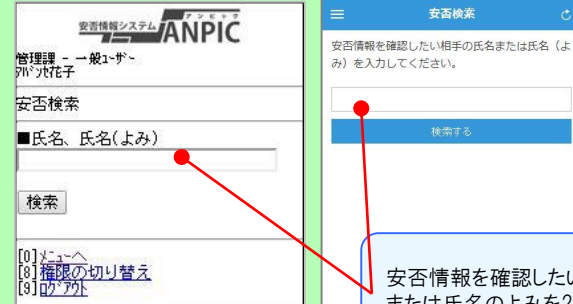 安否情報システム
アンピック
ANPIC
管理課 - 一般ユーザー
アバンセ花子
安否検索
■氏名、氏名(よみ)
検索
[0]メニューへ
[8]権限の切り替え
[9]ログアウト
安否検索
安否情報を確認したい相手の氏名または氏名（よ
み）を入力してください。
検索する
安否情報を確認したい
または氏名のよみを2